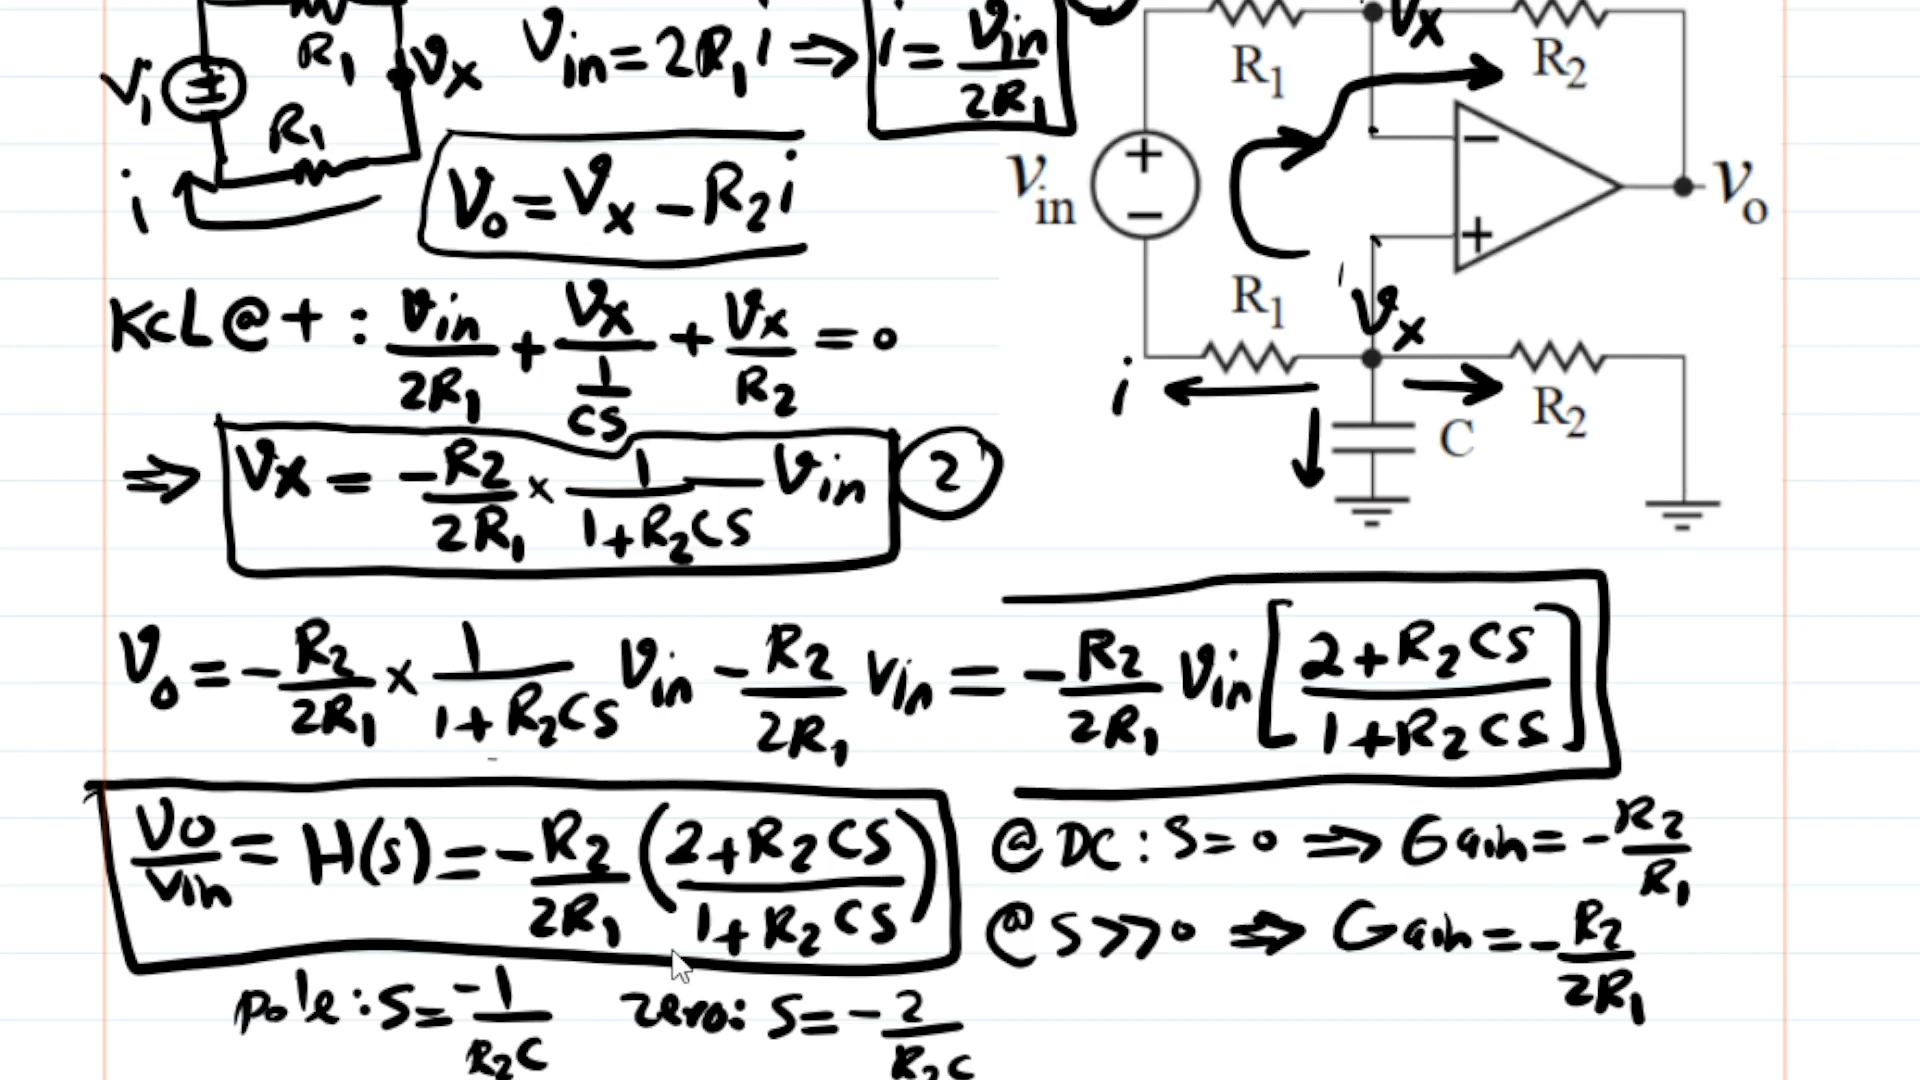 R1
Vi
R1
Vx
i
Vin = 2R1 i ⇒ i = Vin/2R1
Vo = Vx − R2 i
KCL @ + : Vin/2R1 + Vx/(1/CS) + Vx/R2 = 0
⇒ Vx = −R2/2R1 × 1/(1+R2CS) Vin 2
Vo = −R2/2R1 × 1/(1+R2CS) Vin − R2/2R1 Vin = −R2/2R1 Vin [(2+R2CS)/(1+R2CS)]
Vo/Vin = H(s) = −R2/2R1 ((2+R2CS)/(1+R2CS))
@ DC : S=0 ⇒ Gain = −R2/R1
@ S>>0 ⇒ Gain = −R2/2R1
pole : S = −1/R2C zero: S = −2/R2C
R1
Vx
R2
+
−
vin
−
+
vo
R1
Vx
i
R2
C